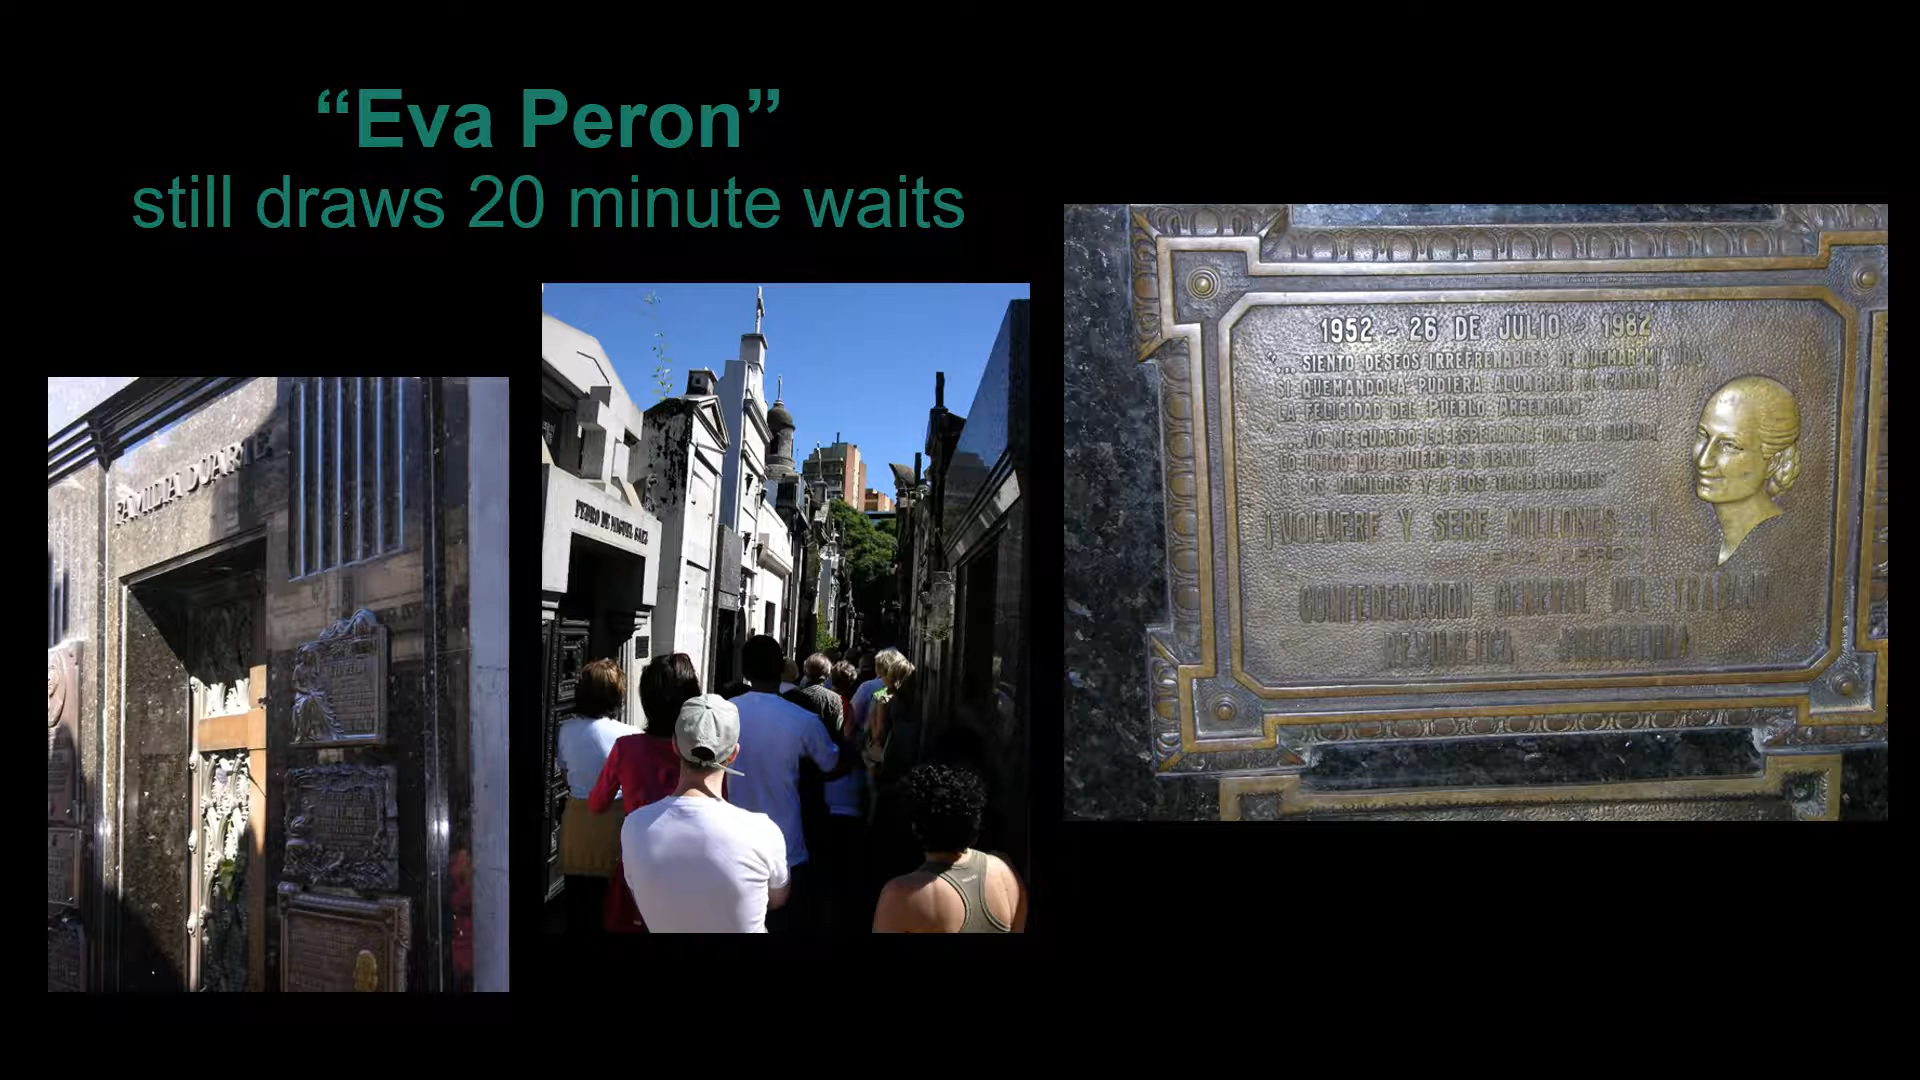 “Eva Peron”
still draws 20 minute waits
FAMILIA DUARTE
PEDRO DE MIGUEL SAEZ
1952 - 26 DE JULIO - 1982
"... SIENTO DESEOS IRREFRENABLES DE QUEMAR MI VIDA
SI QUEMANDOLA PUDIERA ALUMBRAR EL CAMINO Y
LA FELICIDAD DEL PUEBLO ARGENTINO"
"... YO ME GUARDO LA ESPERANZA POR LA GLORIA
LO UNICO QUE QUIERO ES SERVIR
A LOS HUMILDES Y A LOS TRABAJADORES
¡VOLVERE Y SERE MILLONES...!
EVA PERON
CONFEDERACION GENERAL DEL TRABAJO
REPUBLICA ARGENTINA